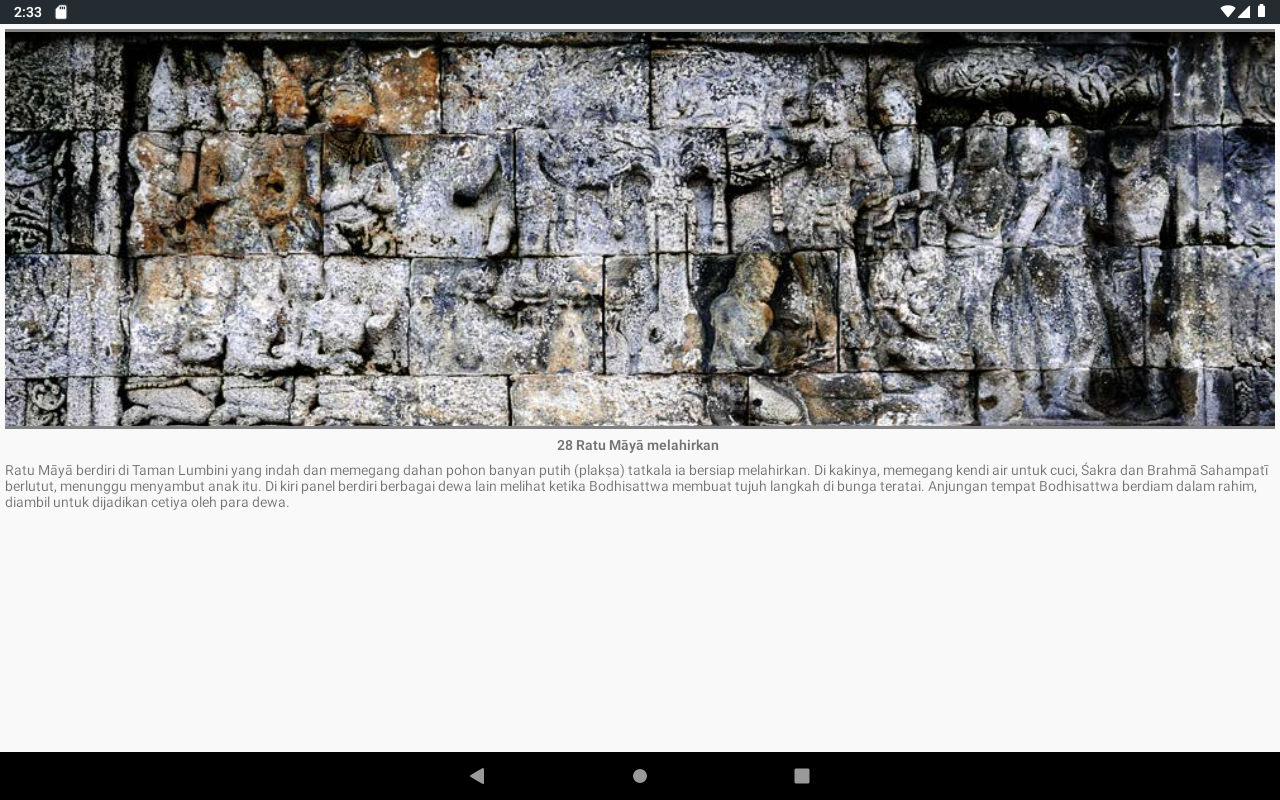 2:33
28 Ratu Māyā melahirkan
Ratu Māyā berdiri di Taman Lumbini yang indah dan memegang dahan pohon banyan putih (plakṣa) tatkala ia bersiap melahirkan. Di kakinya, memegang kendi air untuk cuci, Śakra dan Brahmā Sahampatī
berlutut, menunggu menyambut anak itu. Di kiri panel berdiri berbagai dewa lain melihat ketika Bodhisattwa membuat tujuh langkah di bunga teratai. Anjungan tempat Bodhisattwa berdiam dalam rahim,
diambil untuk dijadikan cetiya oleh para dewa.